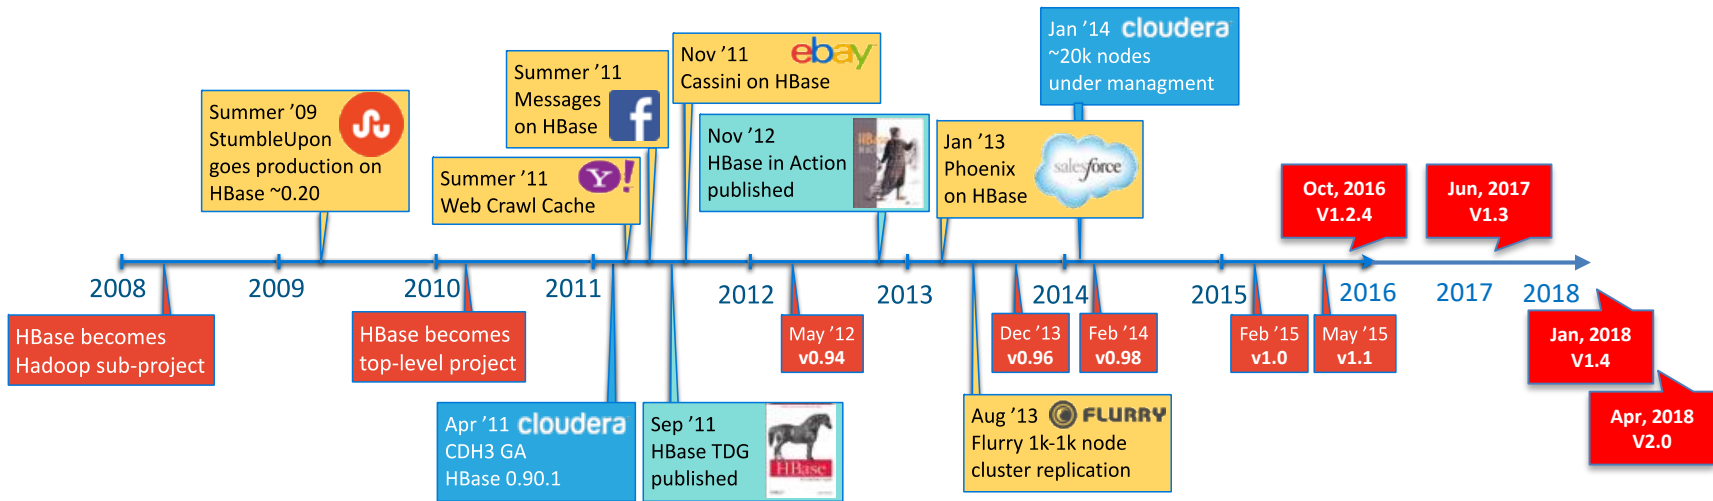 Jan ’14 cloudera
~20k nodes
under managment
Nov ’11 ebay
Cassini on HBase
Summer ’11
Messages
on HBase
f
Summer ’09
StumbleUpon
goes production on
HBase ~0.20
Nov ’12
HBase in Action
published
HBase
Jan ’13
Phoenix
on HBase
salesforce
Summer ’11 Y!
Web Crawl Cache
Oct, 2016
V1.2.4
Jun, 2017
V1.3
2008
2009
2010
2011
2012
2013
2014
2015
2016
2017
2018
HBase becomes
Hadoop sub-project
HBase becomes
top-level project
May ’12
v0.94
Dec ’13
v0.96
Feb ’14
v0.98
Feb ’15
v1.0
May ’15
v1.1
Jan, 2018
V1.4
Apr, 2018
V2.0
Apr ’11 cloudera
CDH3 GA
HBase 0.90.1
Sep ’11
HBase TDG
published
HBase
Aug ’13 FLURRY
Flurry 1k-1k node
cluster replication